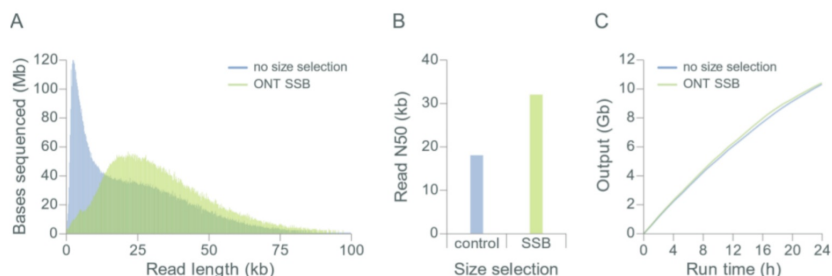 A
Bases sequenced (Mb)
120
100
80
60
40
20
0
no size selection
ONT SSB
0 25 50 75 100
Read length (kb)
B
Read N50 (kb)
40
30
20
10
0
control SSB
Size selection
C
Output (Gb)
12
10
8
6
4
2
0
no size selection
ONT SSB
0 4 8 12 16 20 24
Run time (h)